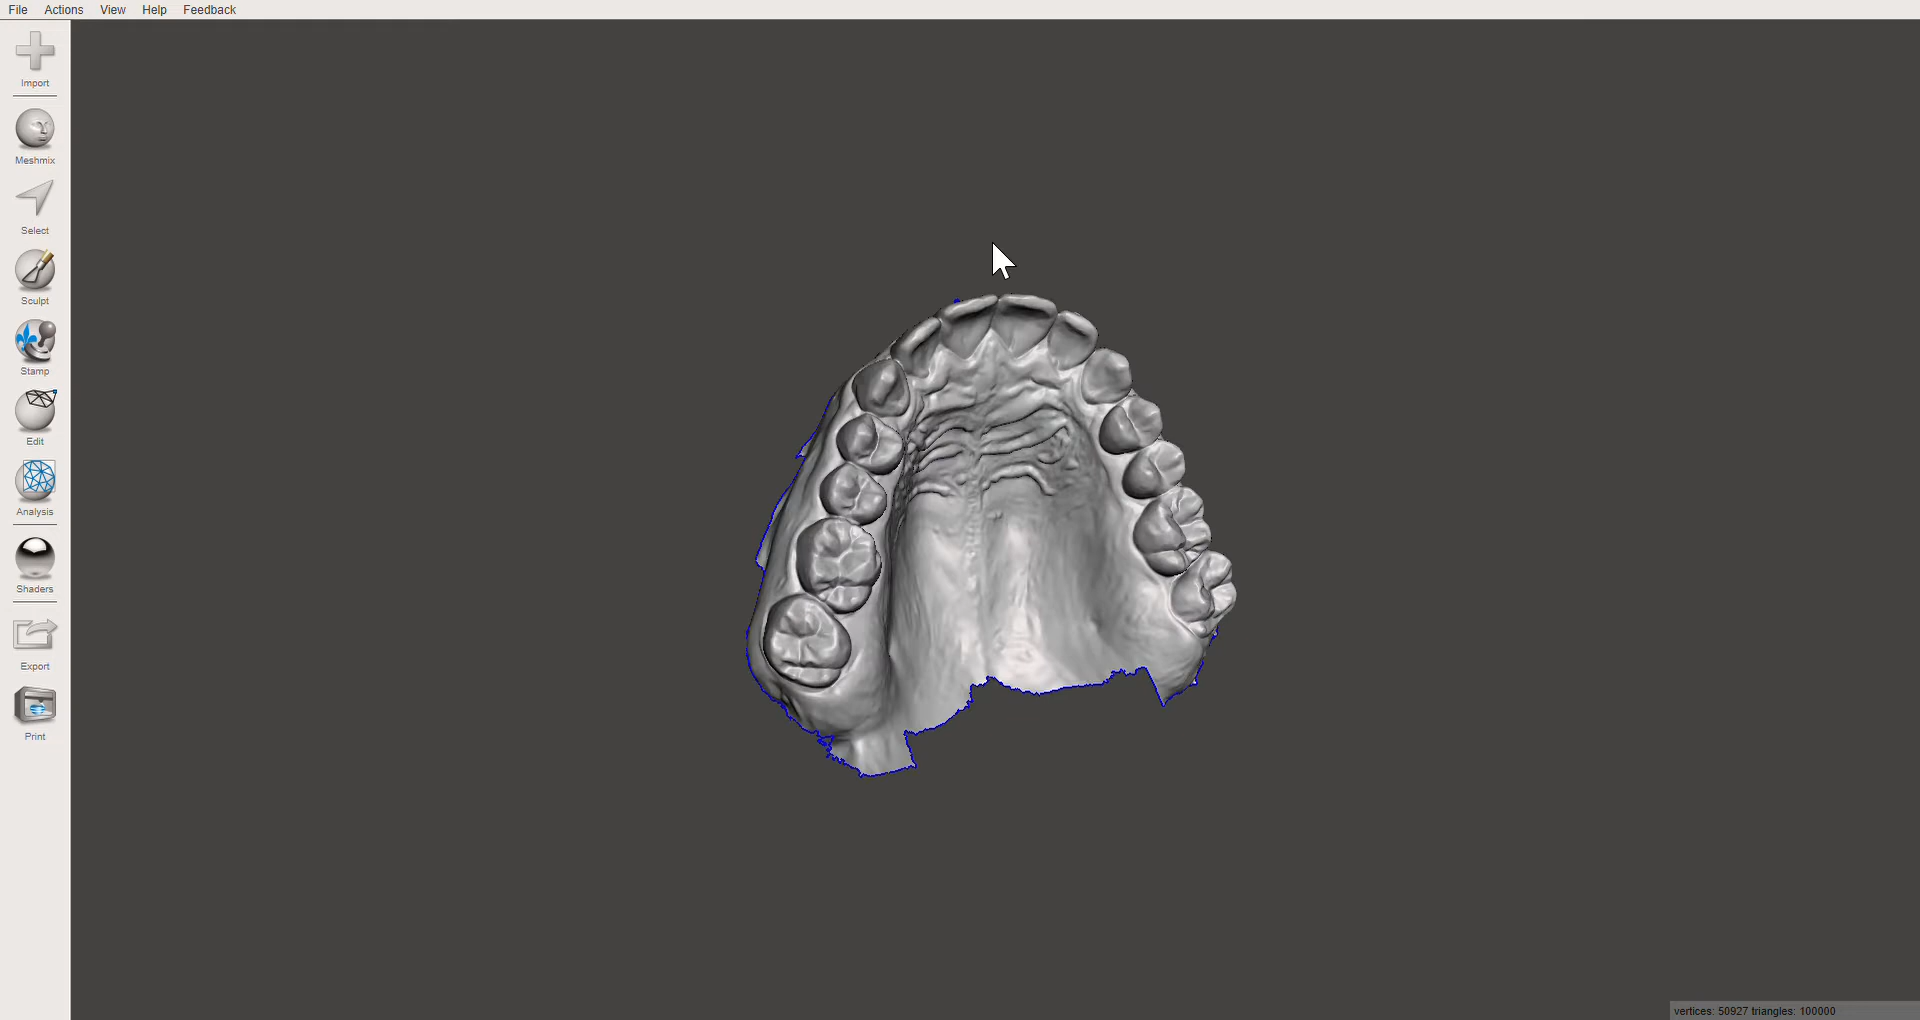 File Actions View Help Feedback
Import
Meshmix
Select
Sculpt
Stamp
Edit
Analysis
Shaders
Export
Print
vertices: 50927 triangles: 100000